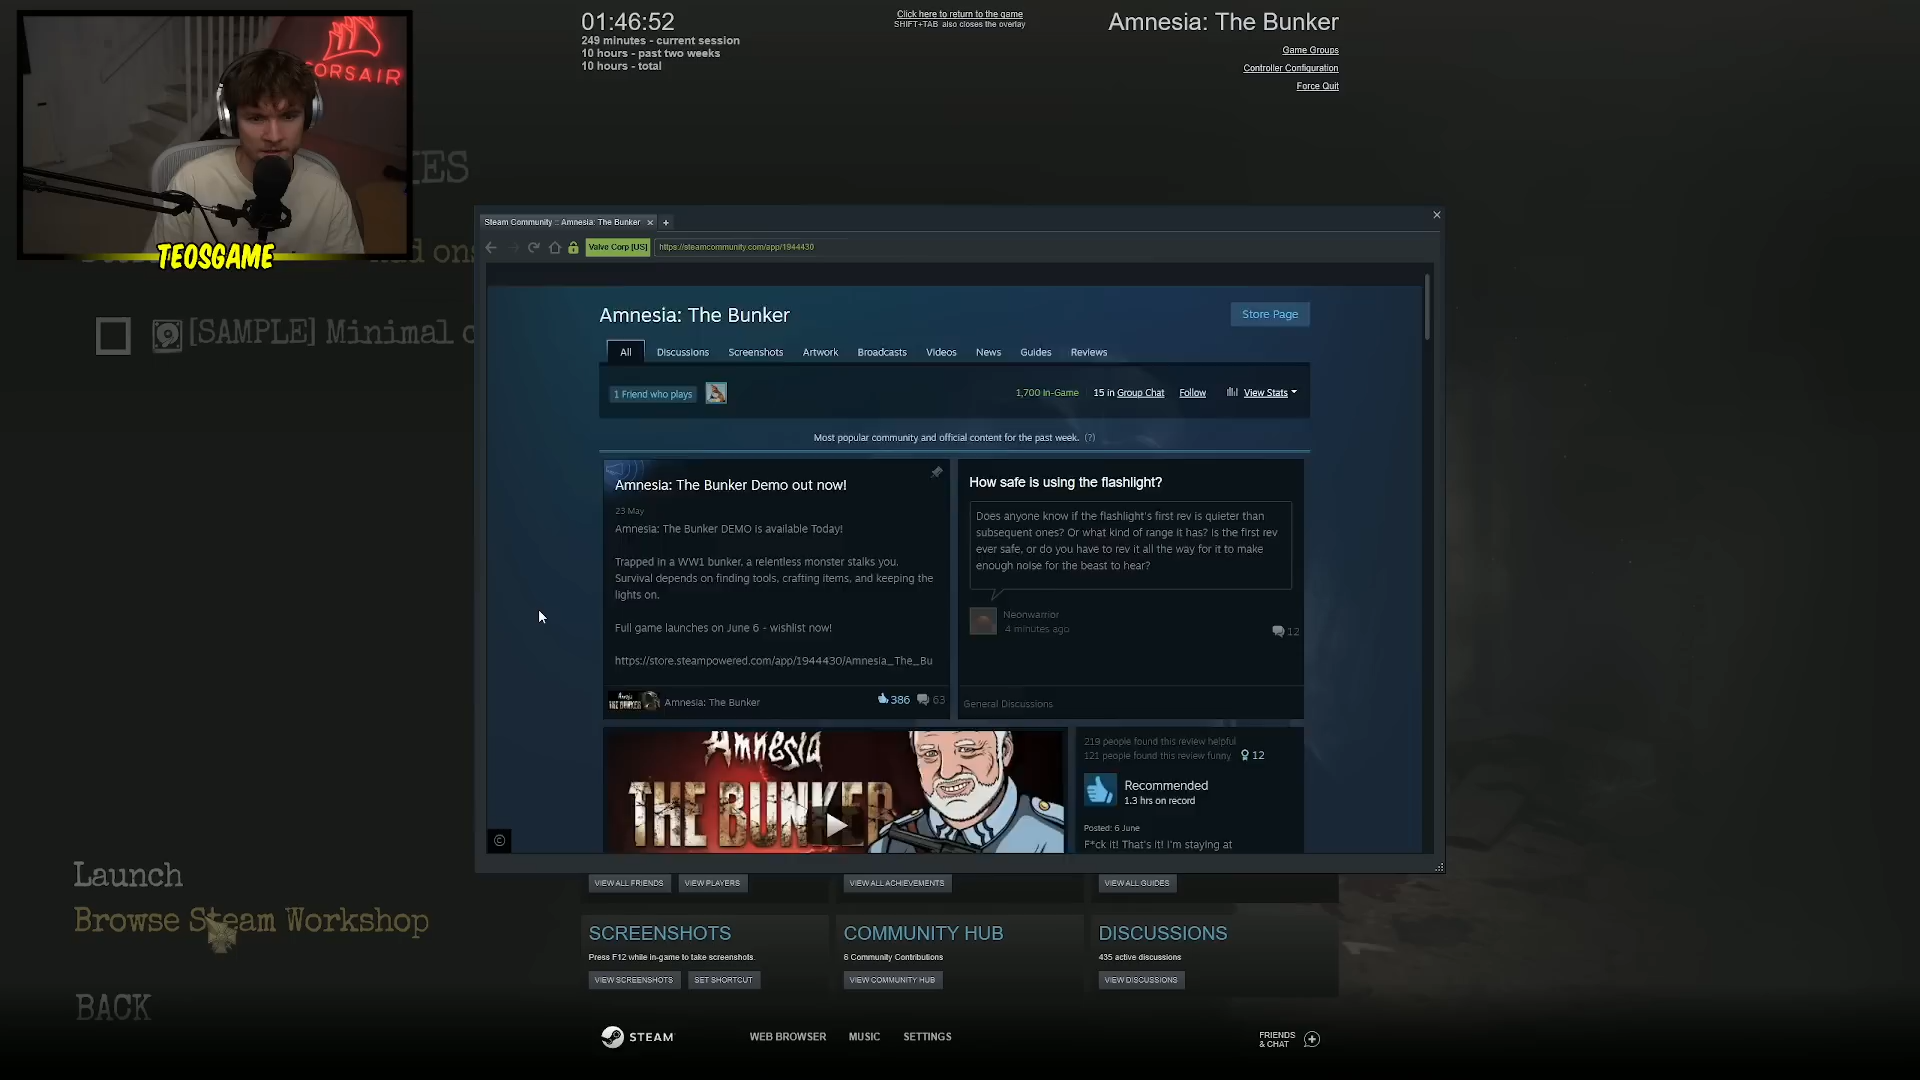 CORSAIR
TEOSGAME
01:46:52
249 minutes - current session
10 hours - past two weeks
10 hours - total
Click here to return to the game
SHIFT+TAB also closes the overlay
Amnesia: The Bunker
Game Groups
Controller Configuration
Force Quit
[SAMPLE] Minimal
Steam Community :: Amnesia: The Bunker
Valve Corp [US]
https://steamcommunity.com/app/1944430
Amnesia: The Bunker
Store Page
All
Discussions
Screenshots
Artwork
Broadcasts
Videos
News
Guides
Reviews
1 Friend who plays
1,700 In-Game
15 in Group Chat
Follow
View Stats
Most popular community and official content for the past week. (?)
Amnesia: The Bunker Demo out now!
23 May
Amnesia: The Bunker DEMO is available Today!
Trapped in a WW1 bunker, a relentless monster stalks you.
Survival depends on finding tools, crafting items, and keeping the
lights on.
Full game launches on June 6 - wishlist now!
https://store.steampowered.com/app/1944430/Amnesia_The_Bu
Amnesia: The Bunker
386
63
How safe is using the flashlight?
Does anyone know if the flashlight's first rev is quieter than
subsequent ones? Or what kind of range it has? Is the first rev
ever safe, or do you have to rev it all the way for it to make
enough noise for the beast to hear?
Neonwarrior
4 minutes ago
12
General Discussions
Amnesia
THE BUNKER
219 people found this review helpful
121 people found this review funny
12
Recommended
1.3 hrs on record
Posted: 6 June
F*ck it! That's it! I'm staying at
Launch
Browse Steam Workshop
BACK
VIEW ALL FRIENDS
VIEW PLAYERS
VIEW ALL ACHIEVEMENTS
VIEW ALL GUIDES
SCREENSHOTS
Press F12 while in-game to take screenshots.
VIEW SCREENSHOTS
SET SHORTCUT
COMMUNITY HUB
6 Community Contributions
VIEW COMMUNITY HUB
DISCUSSIONS
435 active discussions
VIEW DISCUSSIONS
STEAM
WEB BROWSER
MUSIC
SETTINGS
FRIENDS
& CHAT